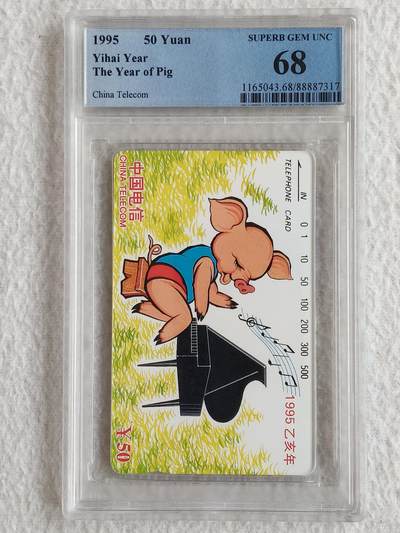 1995 50 Yuan
Yihai Year
The Year of Pig
China Telecom
SUPERB GEM UNC
68
1165043.68/88887317
中国电信
CHINA TELECOM
TELEPHONE CARD
IN 0 1 10 50 100 200 300 500
1995 乙亥年
¥50